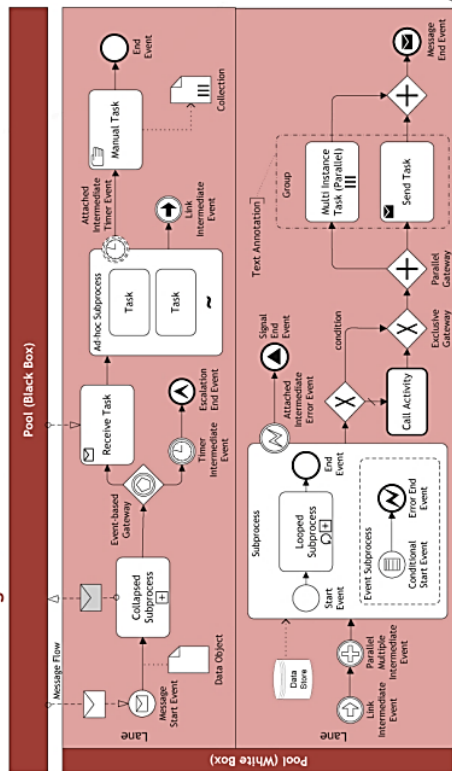 Pool (Black Box)
Message Flow
Pool (White Box)
Lane
Message
Start Event
Data Object
Collapsed
Subprocess
Event-based
Gateway
Receive Task
Timer
Intermediate
Event
Escalation
End Event
Ad-hoc Subprocess
Task
Task
~
Attached
Intermediate
Timer Event
Link
Intermediate
Event
Manual Task
End
Event
Collection
Lane
Link
Intermediate
Event
Parallel
Multiple
Intermediate
Event
Data
Store
Subprocess
Start
Event
Looped
Subprocess
End
Event
Event Subprocess
Conditional
Start Event
Error End
Event
Attached
Intermediate
Error Event
Signal
End
Event
condition
Call Activity
Exclusive
Gateway
Parallel
Gateway
Text Annotation
Group
Multi Instance
Task (Parallel)
Send Task
Message
End Event